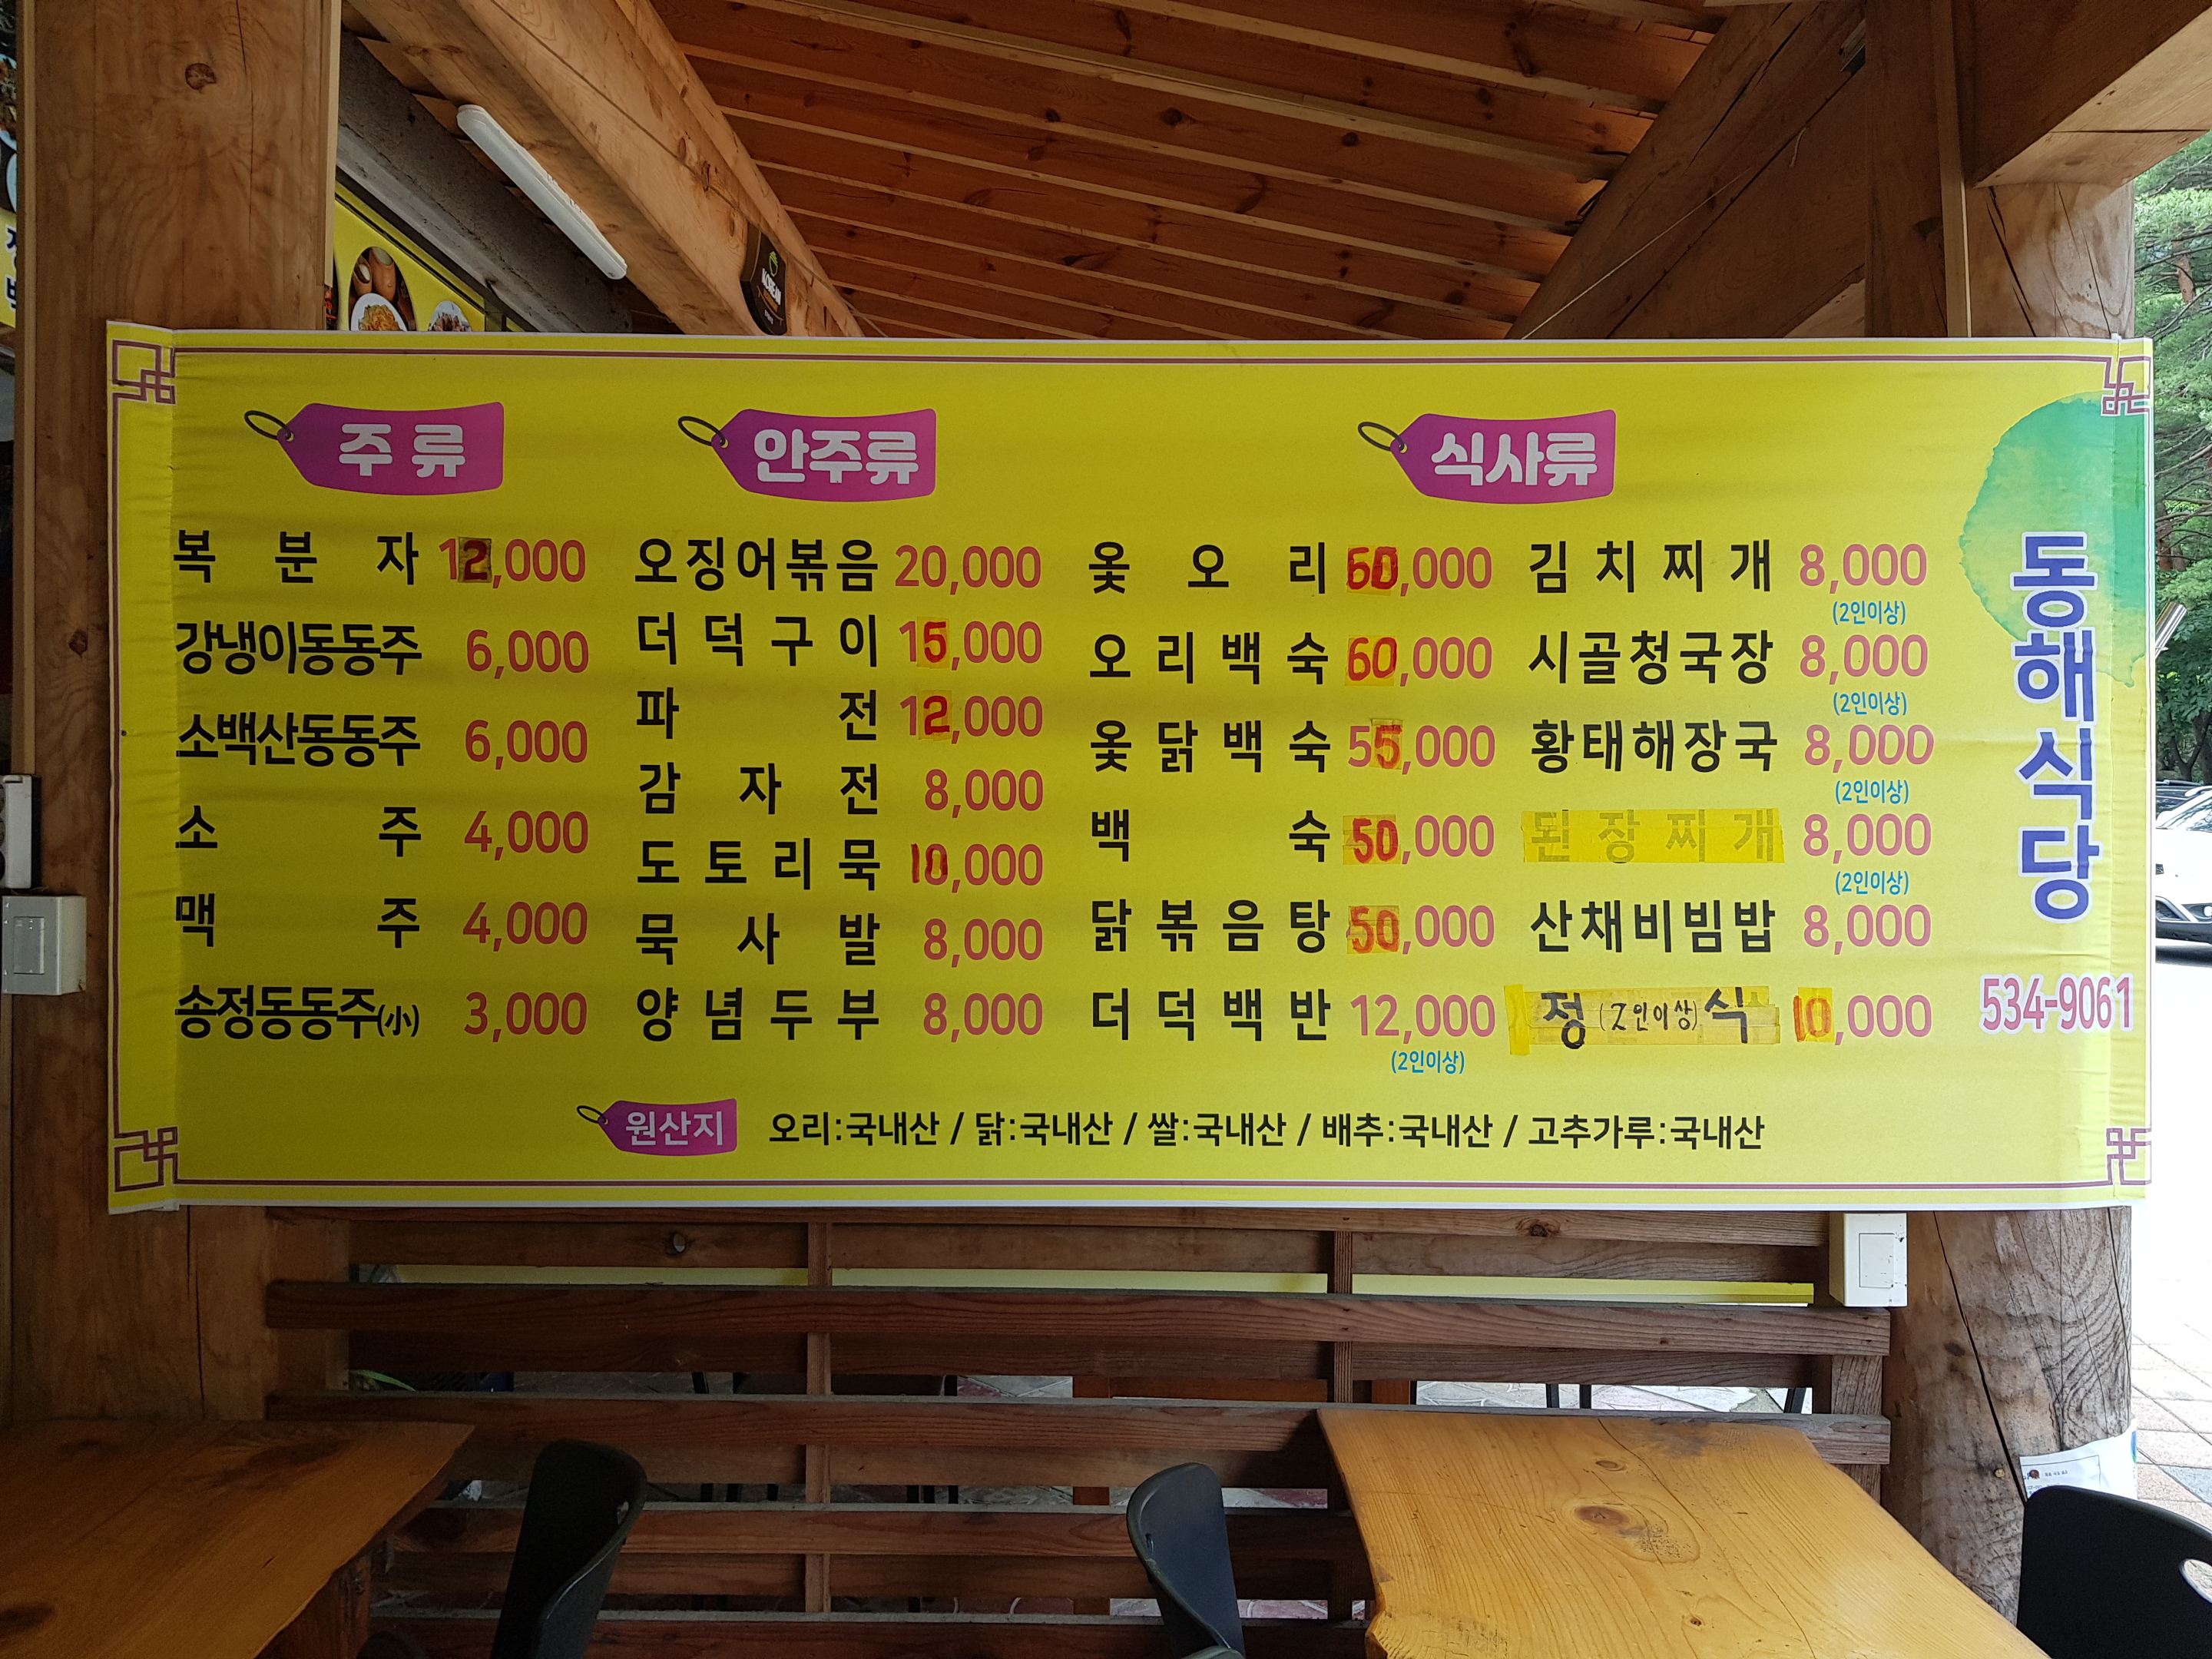 주류
복분자 12,000
강냉이동동주 6,000
소백산동동주 6,000
소주 4,000
맥주 4,000
송정동동주(小) 3,000
안주류
오징어볶음 20,000
더덕구이 15,000
파전 12,000
감자전 8,000
도토리묵 10,000
묵사발 8,000
양념두부 8,000
식사류
옻오리 60,000
오리백숙 60,000
옻닭백숙 55,000
백숙 50,000
닭볶음탕 50,000
더덕백반 12,000
(2인이상)
김치찌개 8,000
(2인이상)
시골청국장 8,000
(2인이상)
황태해장국 8,000
(2인이상)
된장찌개 8,000
(2인이상)
산채비빔밥 8,000
정(2인이상)식 10,000
동해식당
534-9061
원산지 오리:국내산 / 닭:국내산 / 쌀:국내산 / 배추:국내산 / 고추가루:국내산